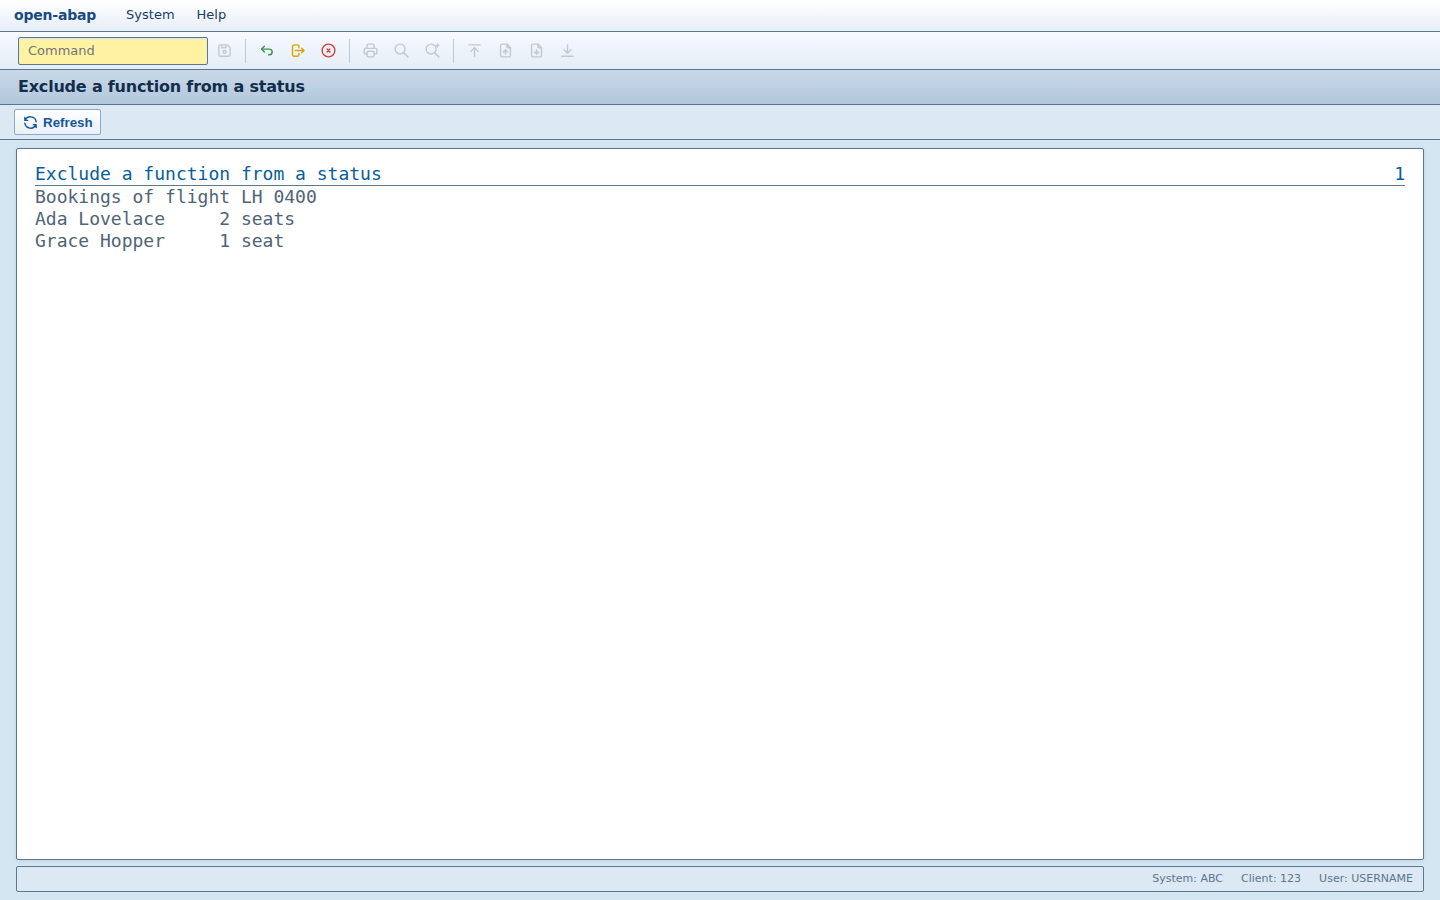 open-abap System Help
Command
Exclude a function from a status
Refresh
Exclude a function from a status 1
Bookings of flight LH 0400
Ada Lovelace     2 seats
Grace Hopper     1 seat
System: ABC Client: 123 User: USERNAME